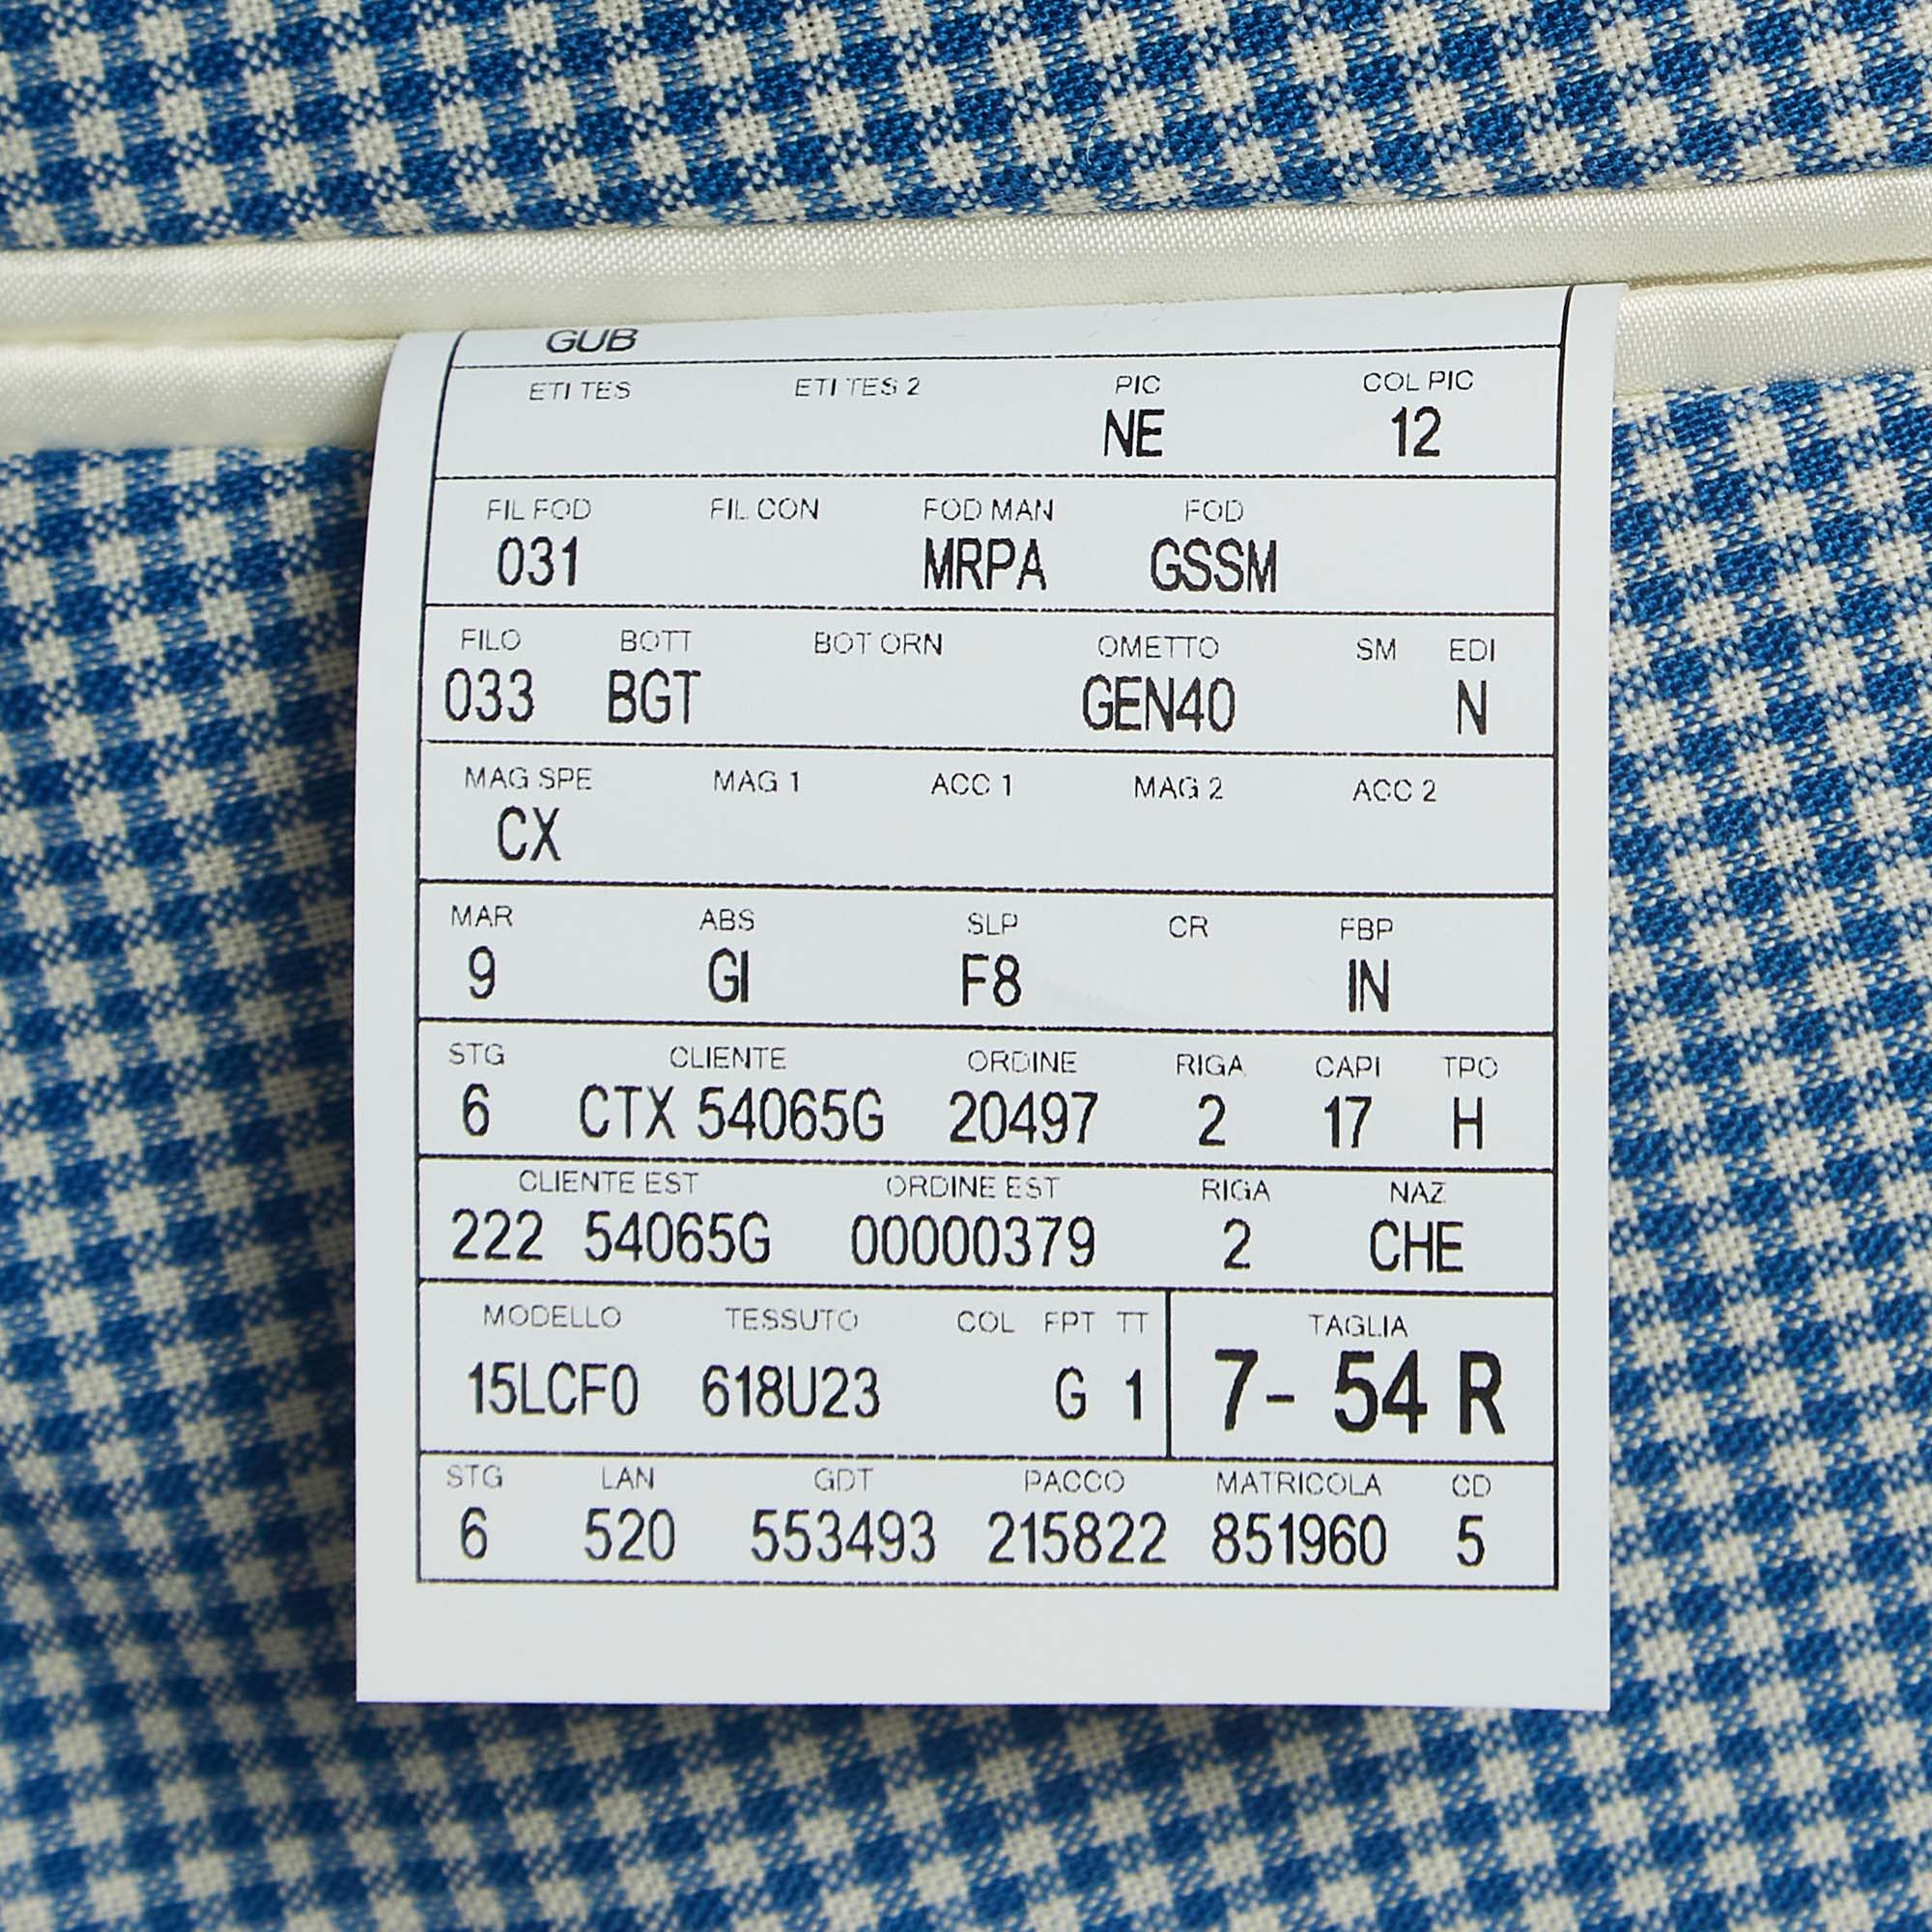 GUB
ETI TES ETI TES 2 PIC COL PIC
NE 12
FIL FOD FIL CON FOD MAN FOD
031 MRPA GSSM
FILO BOTT BOT ORN OMETTO SM EDI
033 BGT GEN40 N
MAG SPE MAG 1 ACC 1 MAG 2 ACC 2
CX
MAR ABS SLP CR FBP
9 GI F8 IN
STG CLIENTE ORDINE RIGA CAPI TPO
6 CTX 54065G 20497 2 17 H
CLIENTE EST ORDINE EST RIGA NAZ
222 54065G 00000379 2 CHE
MODELLO TESSUTO COL FPT TT TAGLIA
15LCF0 618U23 G 1 7- 54 R
STG LAN GDT PACCO MATRICOLA CD
6 520 553493 215822 851960 5